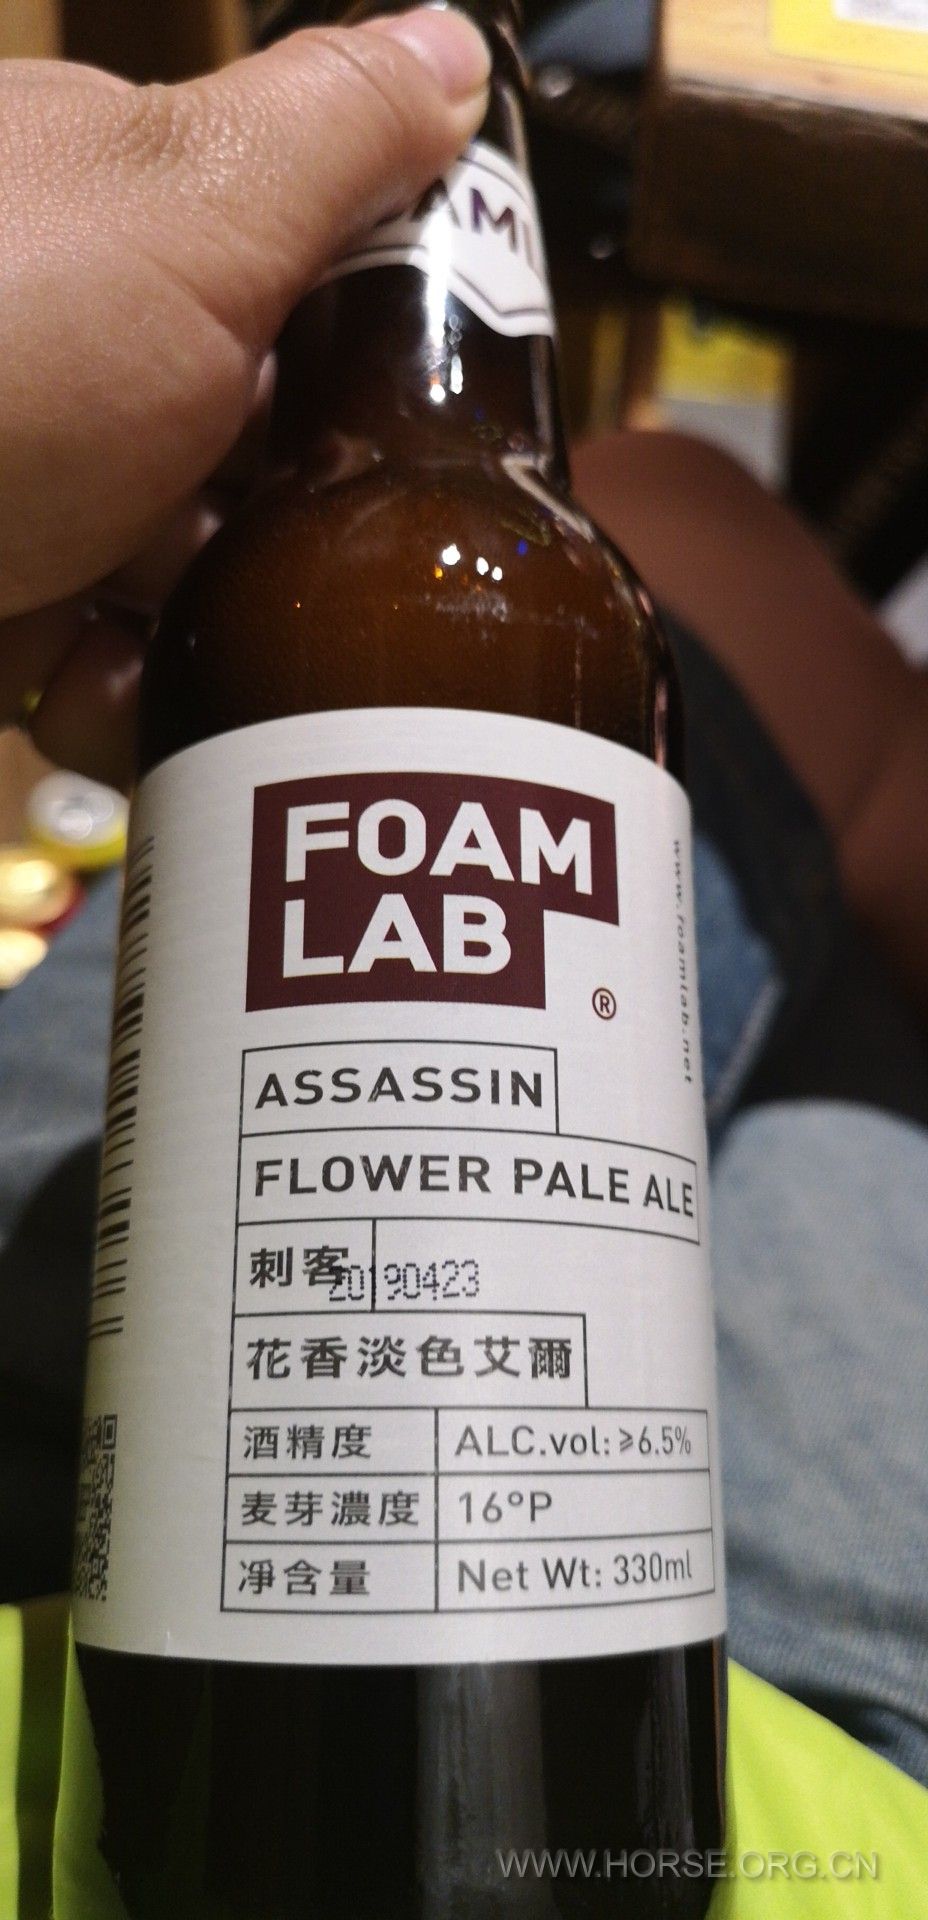 AM
FOAM
LAB
®
www.foamlab.net
ASSASSIN
FLOWER PALE ALE
刺客
20190423
花香淡色艾爾
酒精度 ALC.vol: ≥6.5%
麦芽濃度 16°P
凈含量 Net Wt: 330ml
WWW.HORSE.ORG.CN